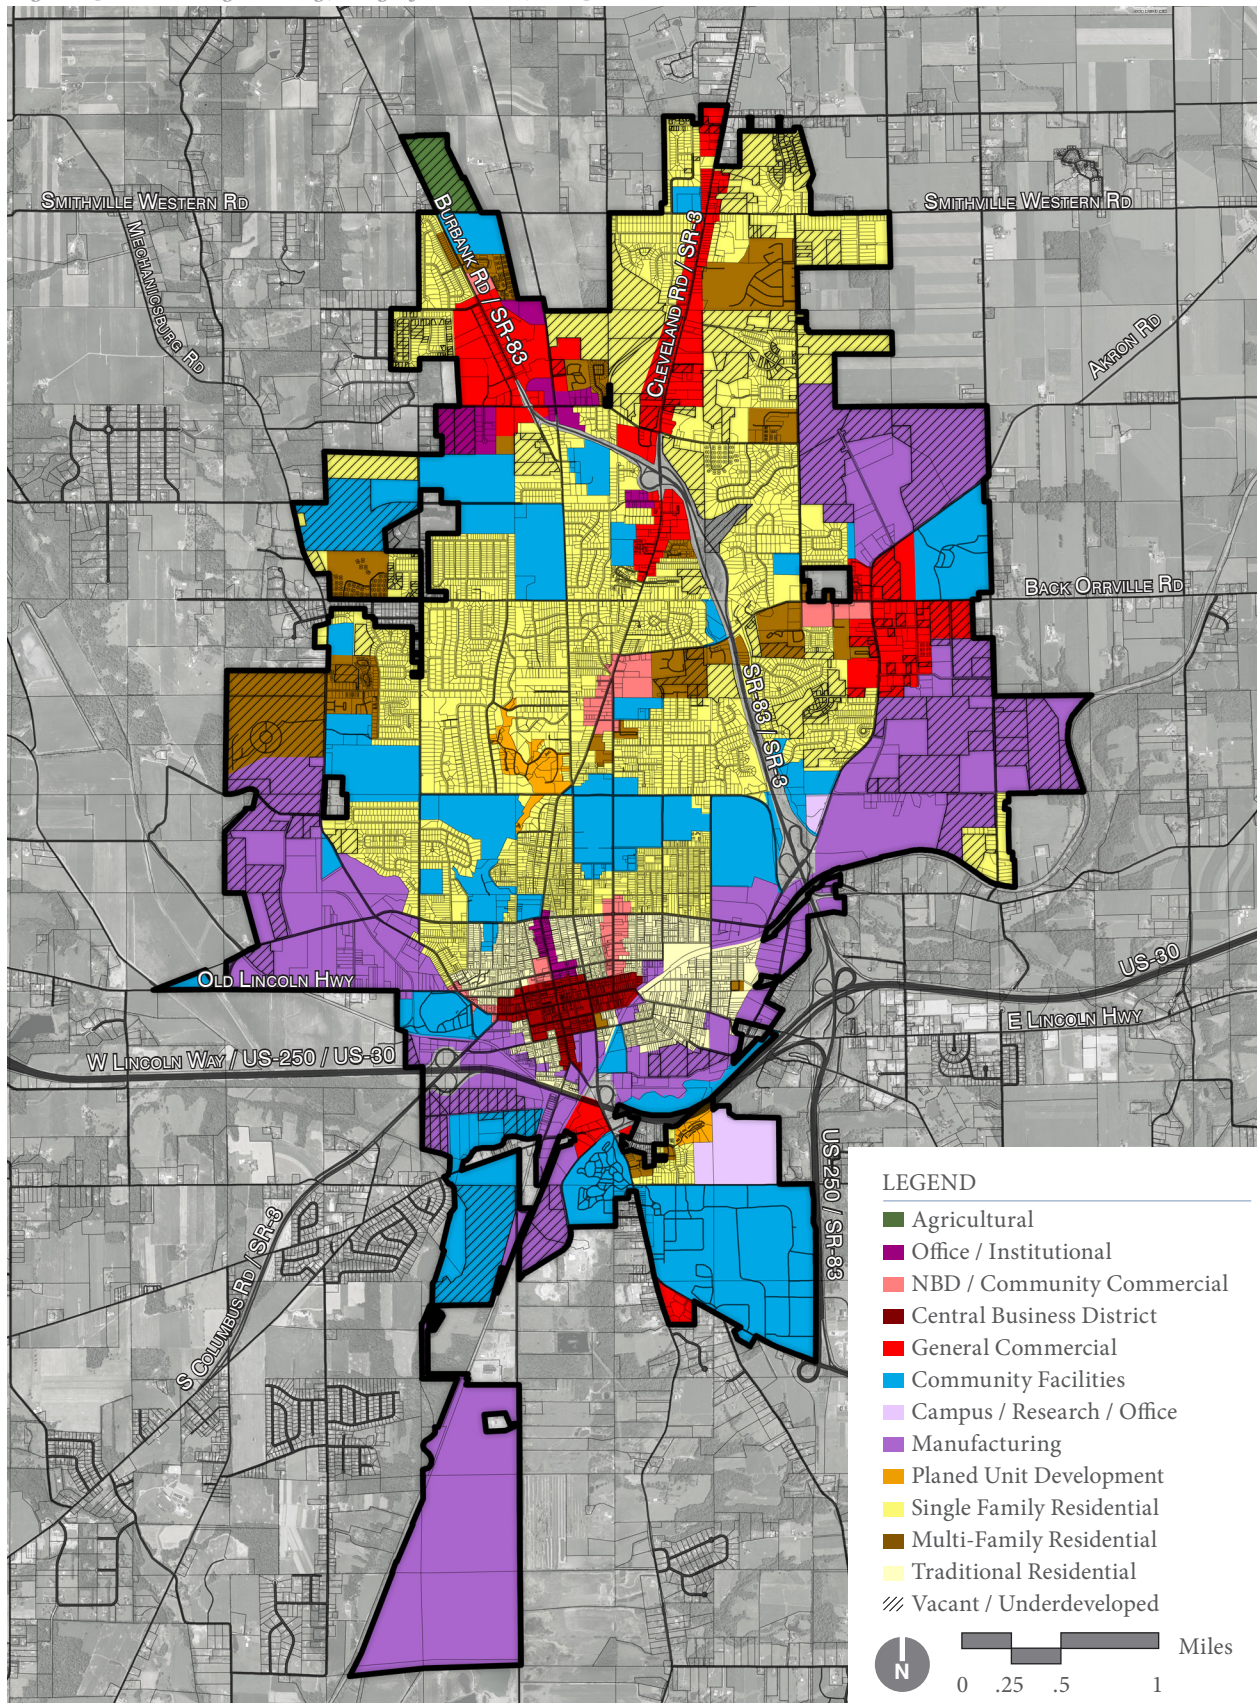 Smithville Western Rd
Smithville Western Rd
Mechanicsburg Rd
Burbank Rd / SR-83
Cleveland Rd / SR-3
Akron Rd
Back Orrville Rd
SR-83 / SR-3
Old Lincoln Hwy
US-30
E Lincoln Hwy
W Lincoln Way / US-250 / US-30
US-250 / SR-83
S Columbus Rd / SR-3
LEGEND
Agricultural
Office / Institutional
NBD / Community Commercial
Central Business District
General Commercial
Community Facilities
Campus / Research / Office
Manufacturing
Planed Unit Development
Single Family Residential
Multi-Family Residential
Traditional Residential
Vacant / Underdeveloped
N
Miles
0 .25 .5 1